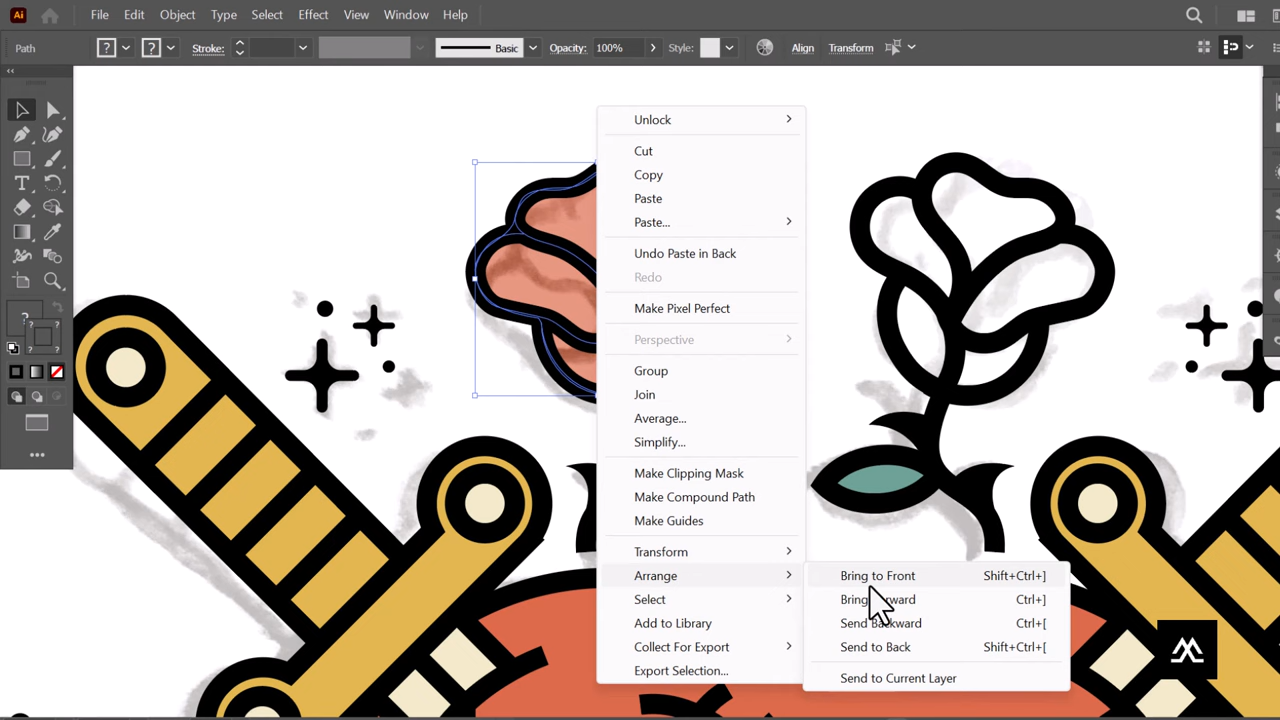 Ai File Edit Object Type Select Effect View Window Help
Path ? ? Stroke: Basic Opacity: 100% Style: Align Transform
Unlock
Cut
Copy
Paste
Paste...
Undo Paste in Back
Redo
Make Pixel Perfect
Perspective
Group
Join
Average...
Simplify...
Make Clipping Mask
Make Compound Path
Make Guides
Transform
Arrange
Select
Add to Library
Collect For Export
Export Selection...
Bring to Front Shift+Ctrl+]
Bring Forward Ctrl+]
Send Backward Ctrl+[
Send to Back Shift+Ctrl+[
Send to Current Layer